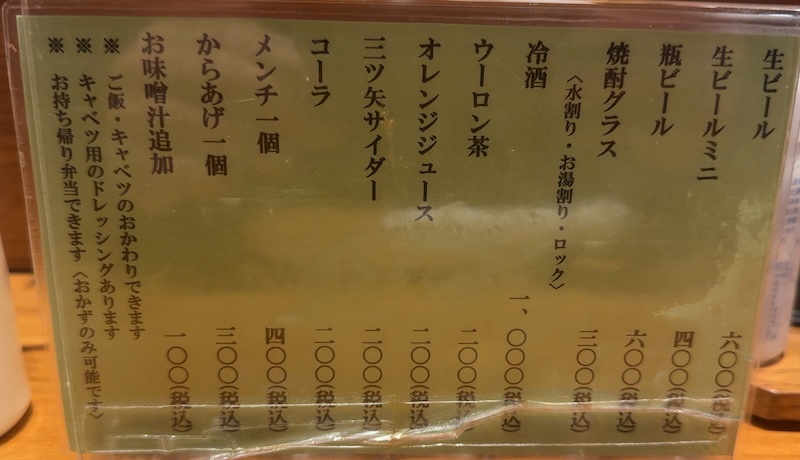 生ビール 六〇〇(税込)
生ビールミニ 四〇〇(税込)
瓶ビール 六〇〇(税込)
焼酎グラス 三〇〇(税込)
〈水割り・お湯割り・ロック〉
冷酒 一、〇〇〇(税込)
ウーロン茶 二〇〇(税込)
オレンジジュース 二〇〇(税込)
三ツ矢サイダー 二〇〇(税込)
コーラ 二〇〇(税込)
メンチ一個 四〇〇(税込)
からあげ一個 三〇〇(税込)
お味噌汁追加 一〇〇(税込)
※ ご飯・キャベツのおかわりできます
※ キャベツ用のドレッシングあります
※ お持ち帰り弁当できます〈おかずのみ可能です〉